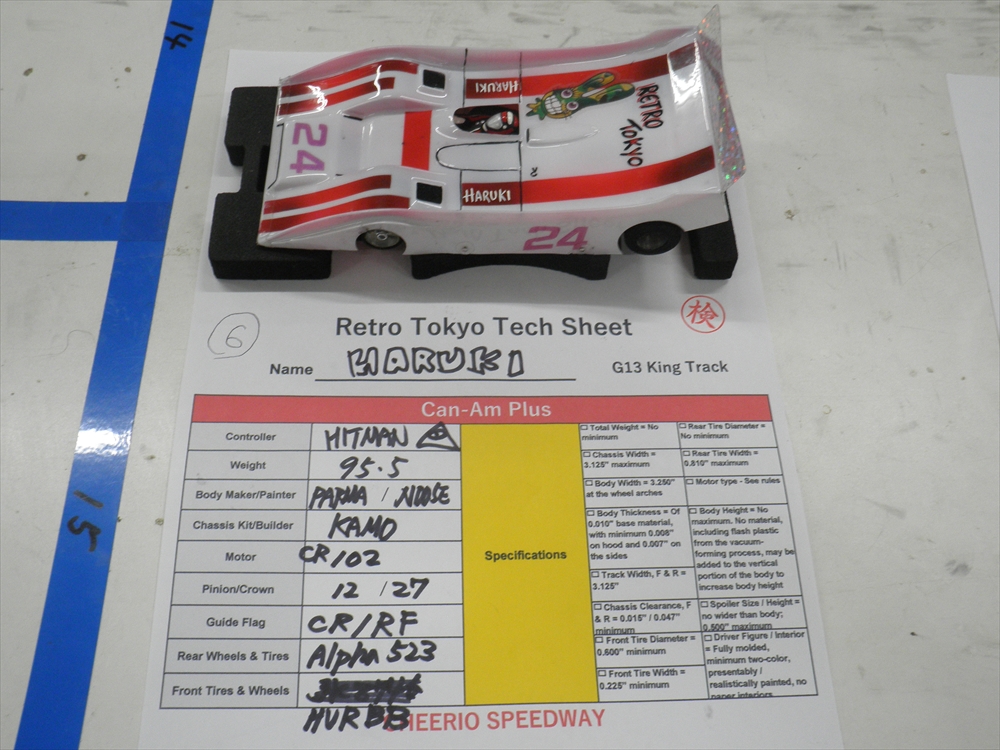 14
15
24
HARUKI
HARUKI
RETRO
TOKYO
24
6
Retro Tokyo Tech Sheet
検
Name HARUKI
G13 King Track
Can-Am Plus
Controller HITMAN
Weight 95.5
Body Maker/Painter PARMA / NOOSE
Chassis Kit/Builder KAMO
Motor CR/02
Pinion/Crown 12 / 27
Guide Flag CR/RF
Rear Wheels & Tires Alpha 523
Front Tires & Wheels
HURBB
Specifications
☐ Total Weight = No
minimum
☐ Chassis Width =
3.125" maximum
☐ Body Width = 3.250"
at the wheel arches
☐ Body Thickness = Of
0.010" base material,
with minimum 0.008"
on hood and 0.007" on
the sides
☐ Track Width, F & R =
3.125"
☐ Chassis Clearance, F
& R = 0.015" / 0.047"
minimum
☐ Front Tire Diameter =
0.600" minimum
☐ Front Tire Width =
0.225" minimum
☐ Rear Tire Diameter =
No minimum
☐ Rear Tire Width =
0.810" maximum
☐ Motor type - See rules
☐ Body Height = No
maximum. No material,
including flash plastic
from the vacuum-
forming process, may be
added to the vertical
portion of the body to
increase body height
☐ Spoiler Size / Height =
no wider than body;
0.500" maximum
☐ Driver Figure / Interior
= Fully molded,
minimum two-color,
presentably /
realistically painted, no
paper interiors
CHEERIO SPEEDWAY